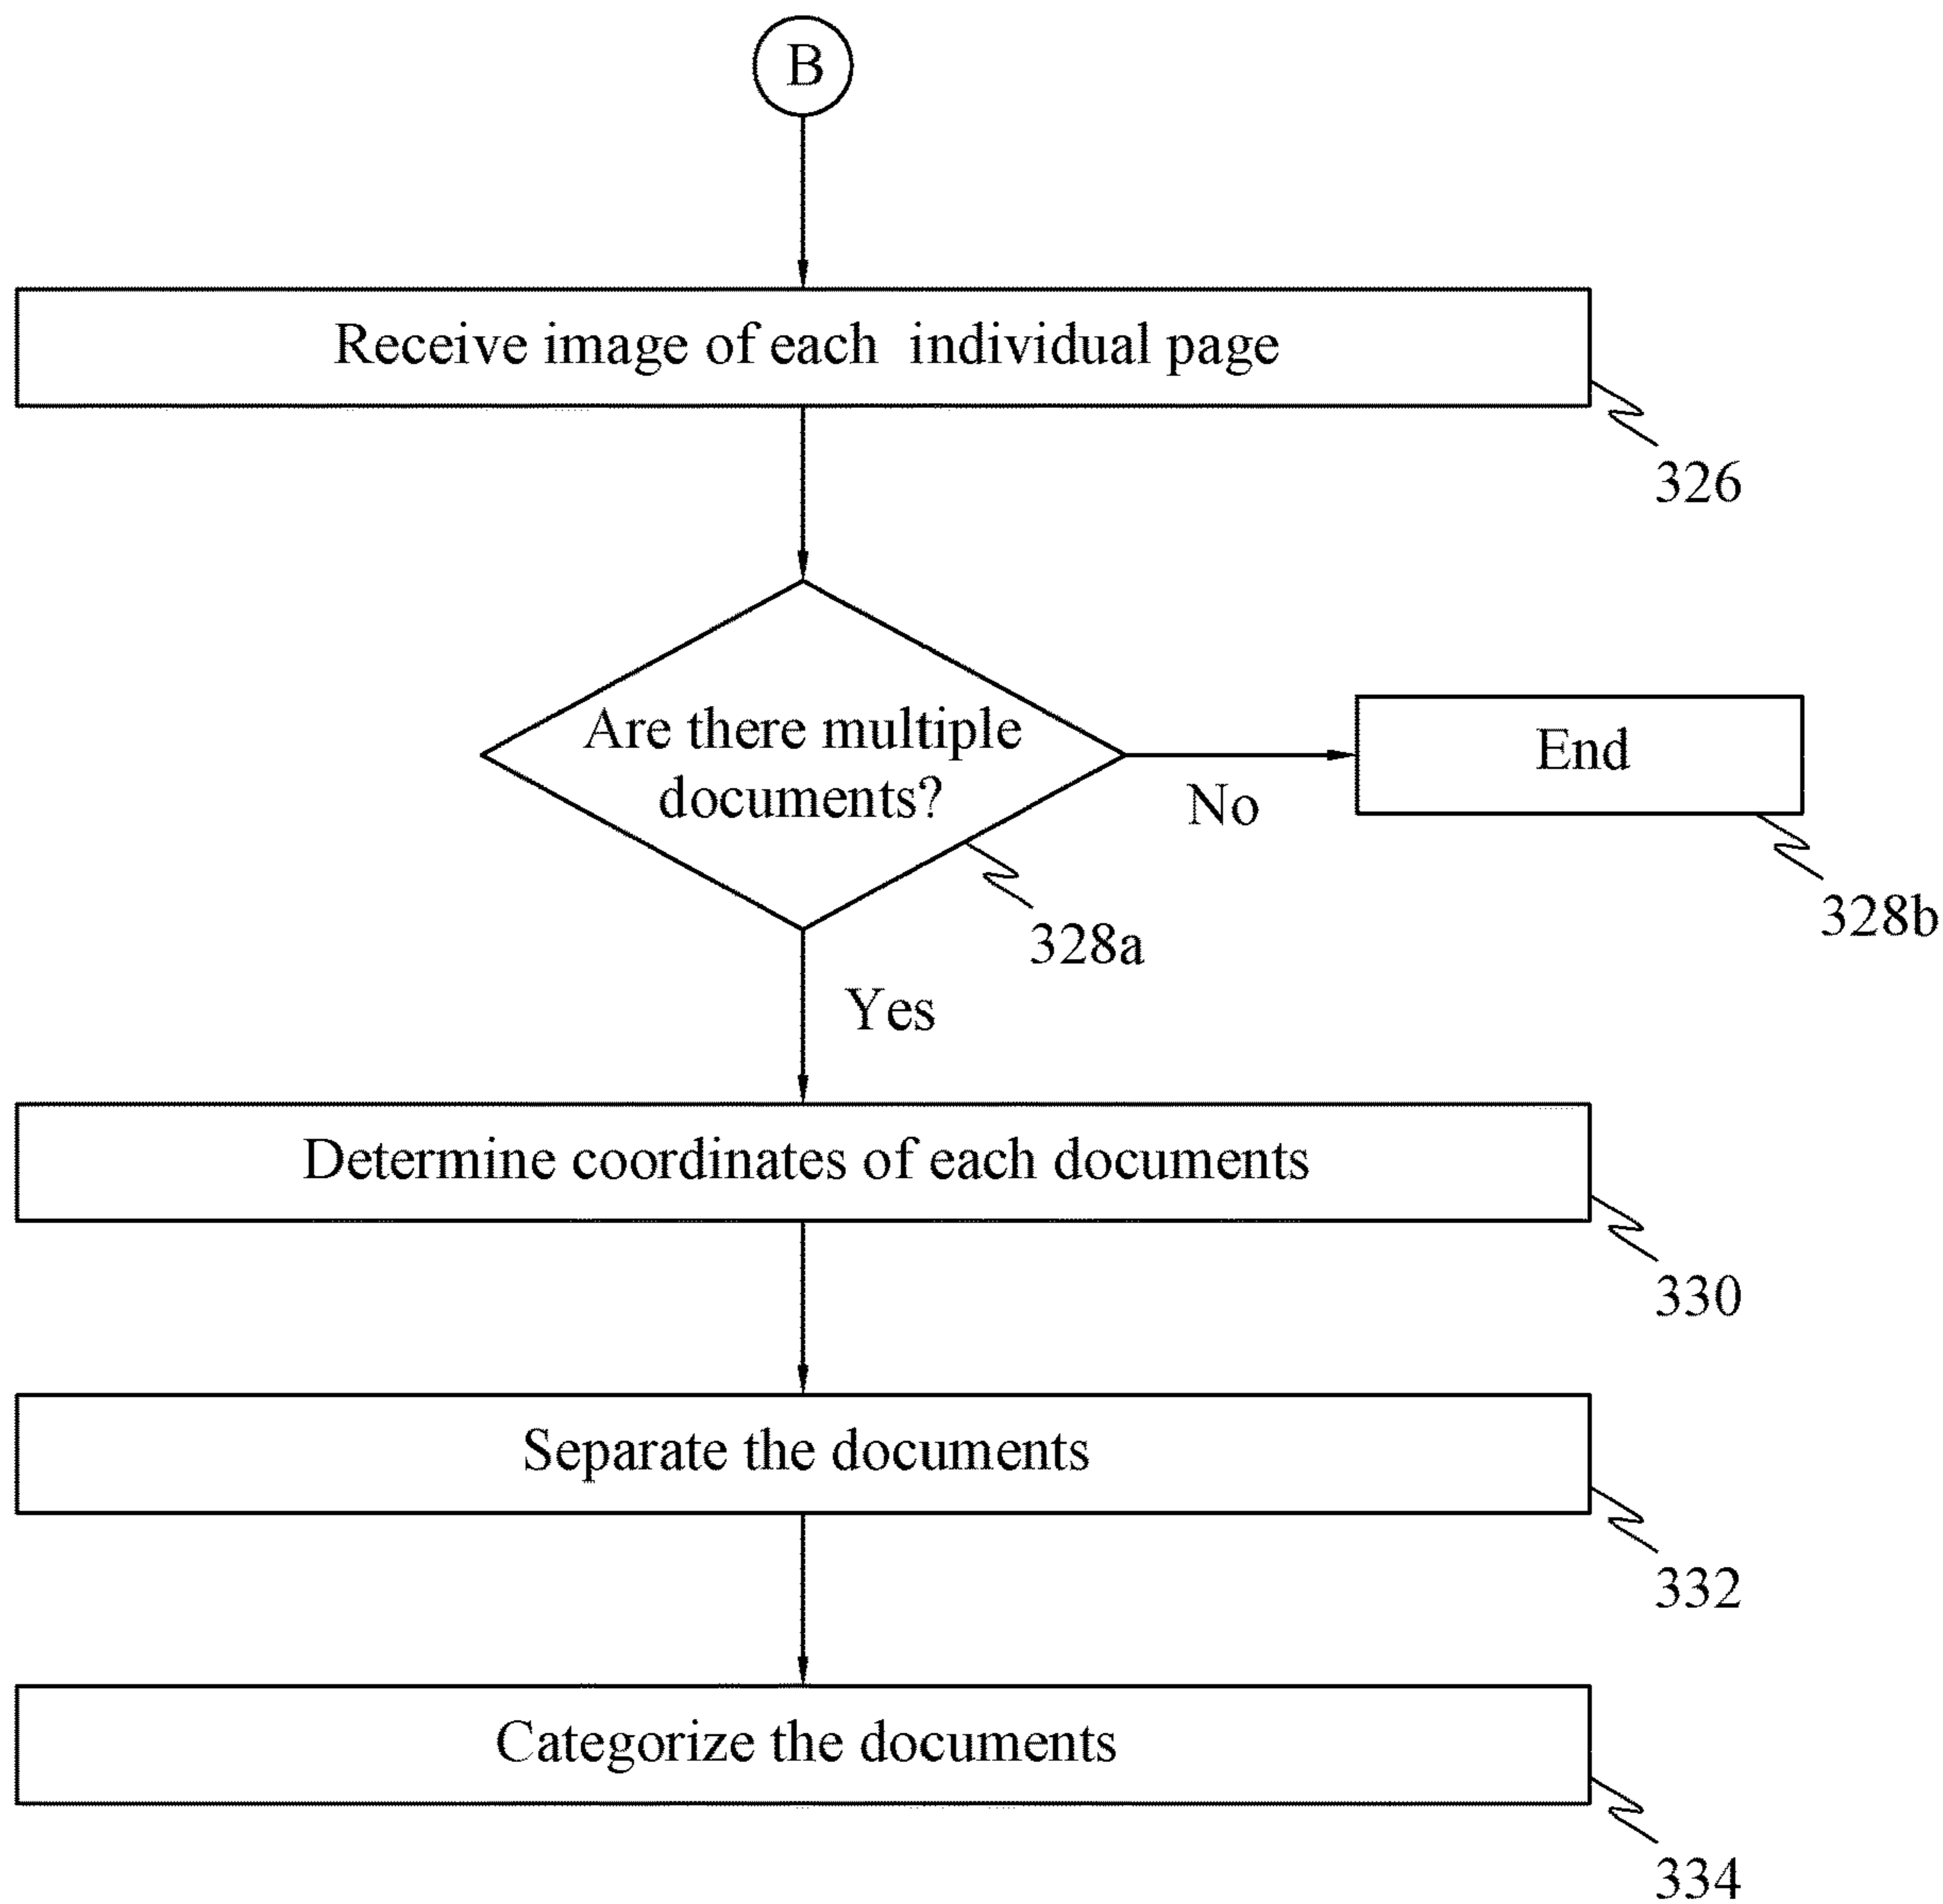 B
Receive image of each individual page
326
Are there multiple
documents?
No
End
328a
328b
Yes
Determine coordinates of each documents
330
Separate the documents
332
Categorize the documents
334